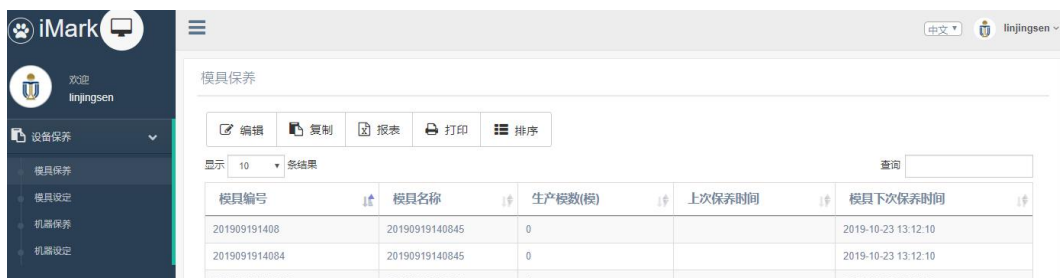 iMark
中文
linjingsen
欢迎
linjingsen
设备保养
模具保养
模具设定
机器保养
机器设定
模具保养
编辑 复制 报表 打印 排序
显示 10 条结果
查询
模具编号 模具名称 生产模数(模) 上次保养时间 模具下次保养时间
201909191408 20190919140845 0 2019-10-23 13:12:10
2019091914084 20190919140845 0 2019-10-23 13:12:10